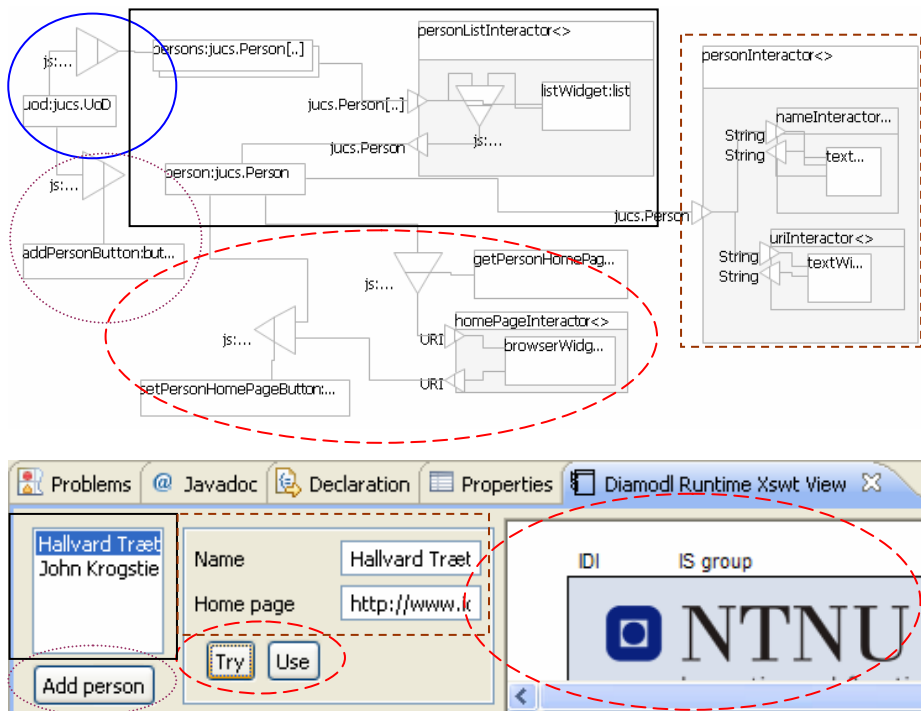 personListInteractor<>
persons:jucs.Person[..]
personInteractor<>
js:...
listWidget:list
uod:jucs.UoD
jucs.Person[..]
nameInteractor...
String
String
text...
jucs.Person
js:...
person:jucs.Person
js:...
jucs.Person
uriInteractor<>
addPersonButton:but...
String
textWi...
String
getPersonHomePag...
js:...
homePageInteractor<>
js:...
URI
browserWidg...
URI
setPersonHomePageButton:...
Problems @ Javadoc Declaration Properties Diamodl Runtime Xswt View
Hallvard Træt
John Krogstie
Name Hallvard Træt
Home page http://www.ic
Try Use
Add person
IDI IS group
NTNU